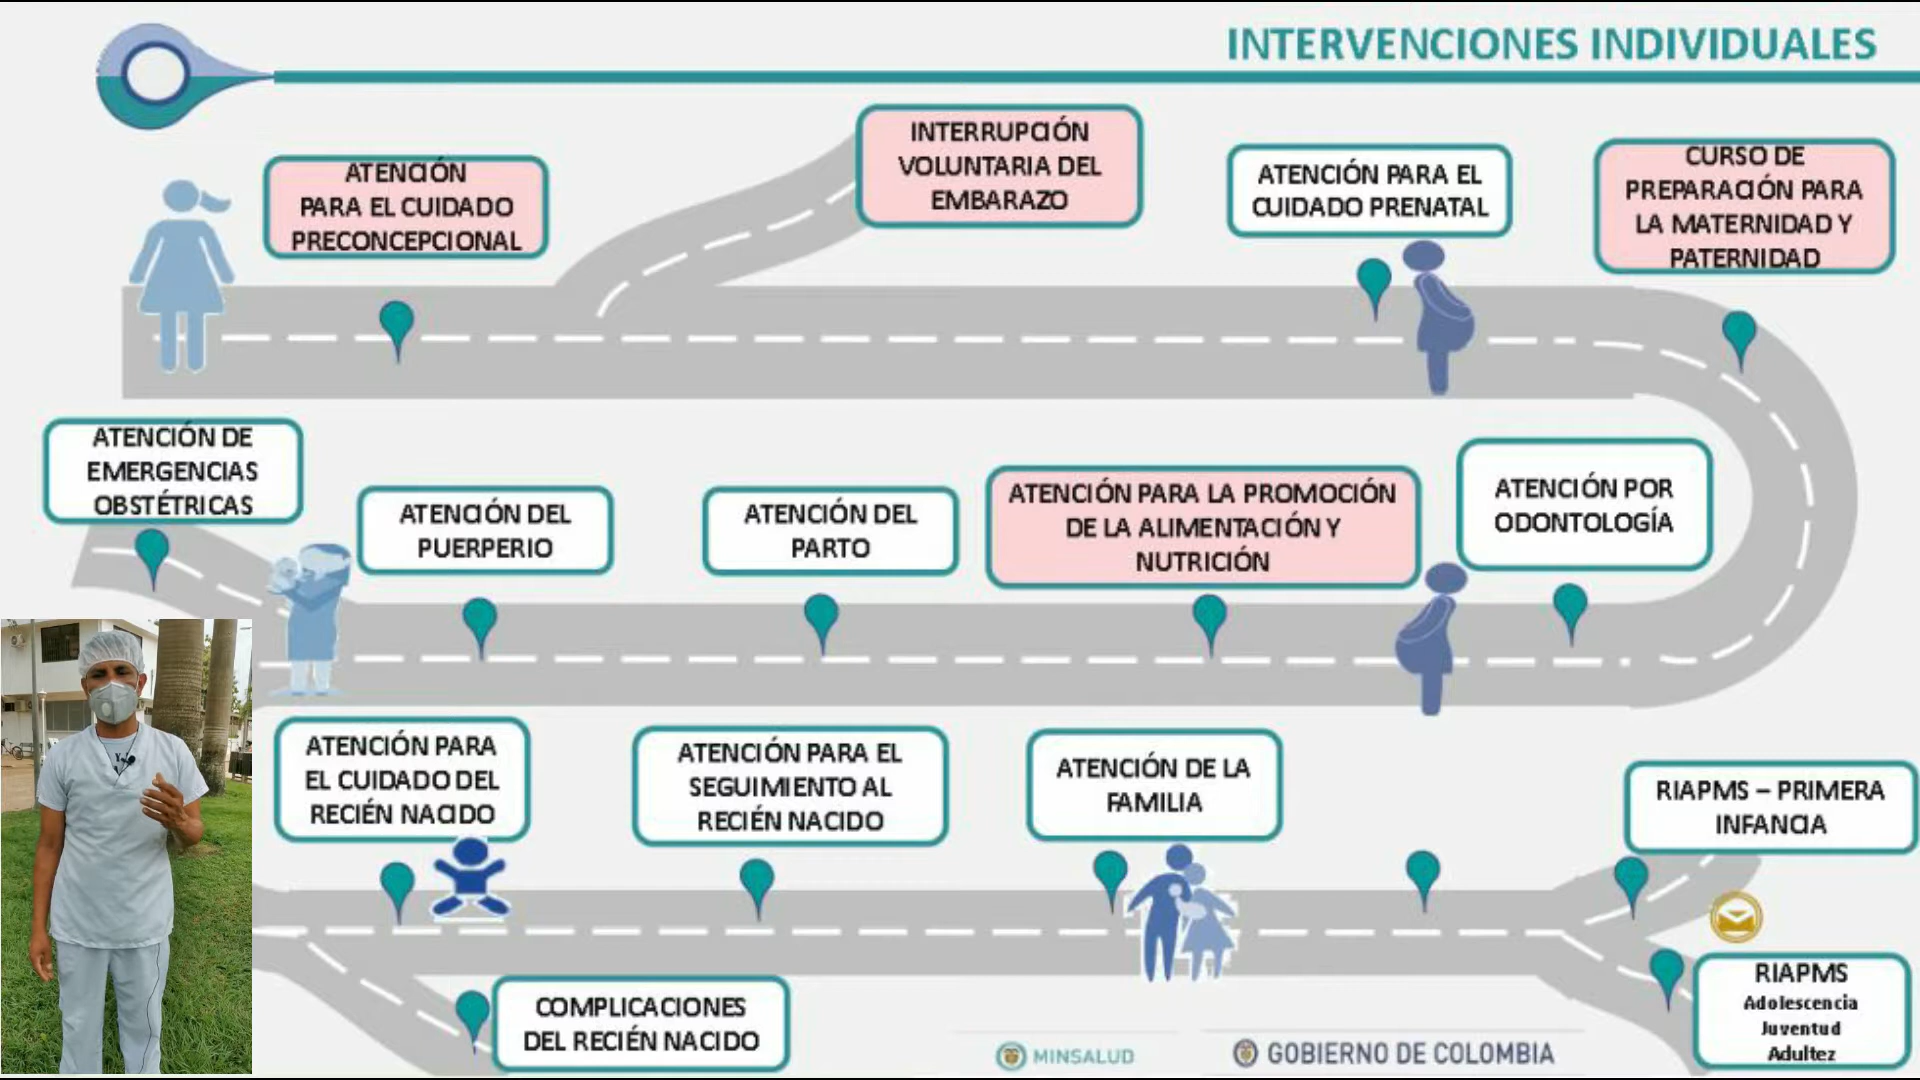 INTERVENCIONES INDIVIDUALES
ATENCIÓN
PARA EL CUIDADO
PRECONCEPCIONAL
INTERRUPCIÓN
VOLUNTARIA DEL
EMBARAZO
ATENCIÓN PARA EL
CUIDADO PRENATAL
CURSO DE
PREPARACIÓN PARA
LA MATERNIDAD Y
PATERNIDAD
ATENCIÓN DE
EMERGENCIAS
OBSTÉTRICAS
ATENCIÓN DEL
PUERPERIO
ATENCIÓN DEL
PARTO
ATENCIÓN PARA LA PROMOCIÓN
DE LA ALIMENTACIÓN Y
NUTRICIÓN
ATENCIÓN POR
ODONTOLOGÍA
ATENCIÓN PARA
EL CUIDADO DEL
RECIÉN NACIDO
ATENCIÓN PARA EL
SEGUIMIENTO AL
RECIÉN NACIDO
ATENCIÓN DE LA
FAMILIA
RIAPMS – PRIMERA
INFANCIA
COMPLICACIONES
DEL RECIÉN NACIDO
RIAPMS
Adolescencia
Juventud
Adultez
MINSALUD
GOBIERNO DE COLOMBIA